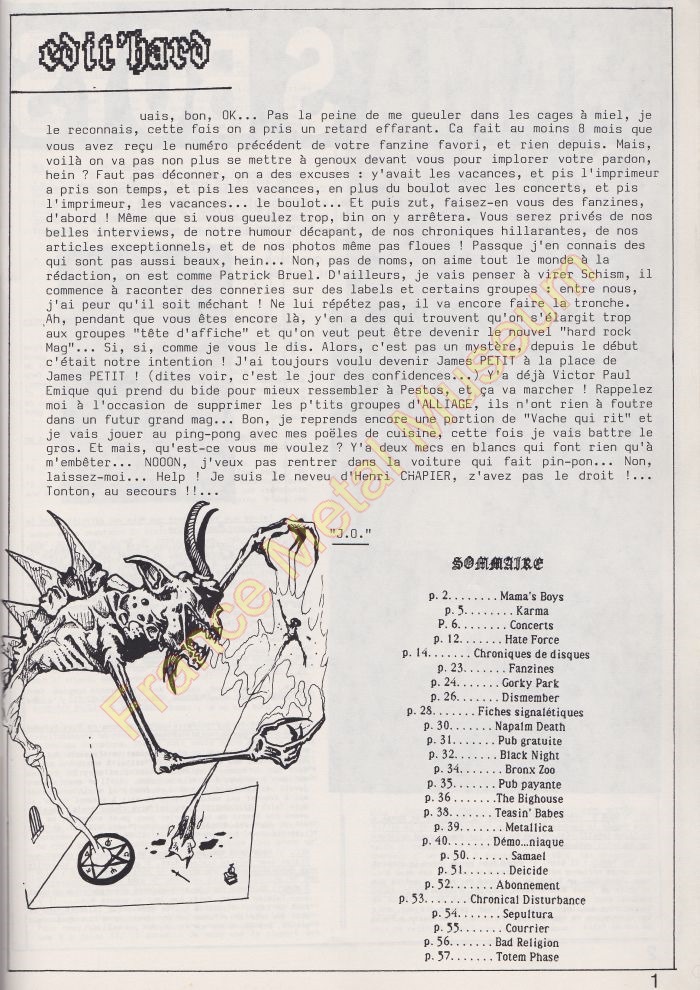 edit'hard
uais, bon, OK... Pas la peine de me gueuler dans les cages à miel, je
le reconnais, cette fois on a pris un retard effarant. Ca fait au moins 8 mois que
vous avez reçu le numéro précédent de votre fanzine favori, et rien depuis. Mais,
voilà on va pas non plus se mettre à genoux devant vous pour implorer votre pardon,
hein ? Faut pas déconner, on a des excuses : y'avait les vacances, et pis l'imprimeur
a pris son temps, et pis les vacances, en plus du boulot avec les concerts, et pis
l'imprimeur, les vacances... le boulot... Et puis zut, faisez-en vous des fanzines,
d'abord ! Même que si vous gueulez trop, bin on y arrêtera. Vous serez privés de nos
belles interviews, de notre humour décapant, de nos chroniques hillarantes, de nos
articles exceptionnels, et de nos photos même pas floues ! Passque j'en connais des
qui sont pas aussi beaux, hein... Non, pas de noms, on aime tout le monde à la
rédaction, on est comme Patrick Bruel. D'ailleurs, je vais penser à virer Schism, il
commence à raconter des conneries sur des labels et certains groupes : entre nous,
j'ai peur qu'il soit méchant ! Ne lui répétez pas, il va encore faire la tronche.
Ah, pendant que vous êtes encore là, y'en a des qui trouvent qu'on s'élargit trop
aux groupes "tête d'affiche" et qu'on veut peut être devenir le nouvel "hard rock
Mag"... Si, si, comme je vous le dis. Alors, c'est pas un mystère, depuis le début
c'était notre intention ! J'ai toujours voulu devenir James PETIT à la place de
James PETIT ! (dites voir, c'est le jour des confidences... Y'a déjà Victor Paul
Emique qui prend du bide pour mieux ressembler à Pestos, et ça va marcher ! Rappelez
moi à l'occasion de supprimer les p'tits groupes d'ALLIAGE, ils n'ont rien à foutre
dans un futur grand mag... Bon, je reprends encore une portion de "Vache qui rit" et
je vais jouer au ping-pong avec mes poëles de cuisine, cette fois je vais battre le
gros. Et mais, qu'est-ce vous me voulez ? Y'a deux mecs en blancs qui font rien qu'à
m'embêter... NOOON, j'veux pas rentrer dans la voiture qui fait pin-pon... Non,
laissez-moi... Help ! Je suis le neveu d'Henri CHAPIER, z'avez pas le droit !...
Tonton, au secours !!...
"J.O."
SOMMAIRE
p. 2........ Mama's Boys
p. 5........ Karma
P. 6........ Concerts
p. 12........ Hate Force
p. 14....... Chroniques de disques
p. 23....... Fanzines
p. 24....... Gorky Park
p. 26....... Dismember
p. 28....... Fiches signalétiques
p. 30....... Napalm Death
p. 31....... Pub gratuite
p. 32....... Black Night
p. 34....... Bronx Zoo
p. 35....... Pub payante
p. 36 .......The Bighouse
p. 38....... Teasin' Babes
p. 39....... Metallica
p. 40....... Démo...niaque
p. 50....... Samael
p. 51....... Deicide
p. 52....... Abonnement
p. 53....... Chronical Disturbance
p. 54....... Sepultura
p. 55....... Courrier
p. 56....... Bad Religion
p. 57....... Totem Phase
1
France Metal Museum